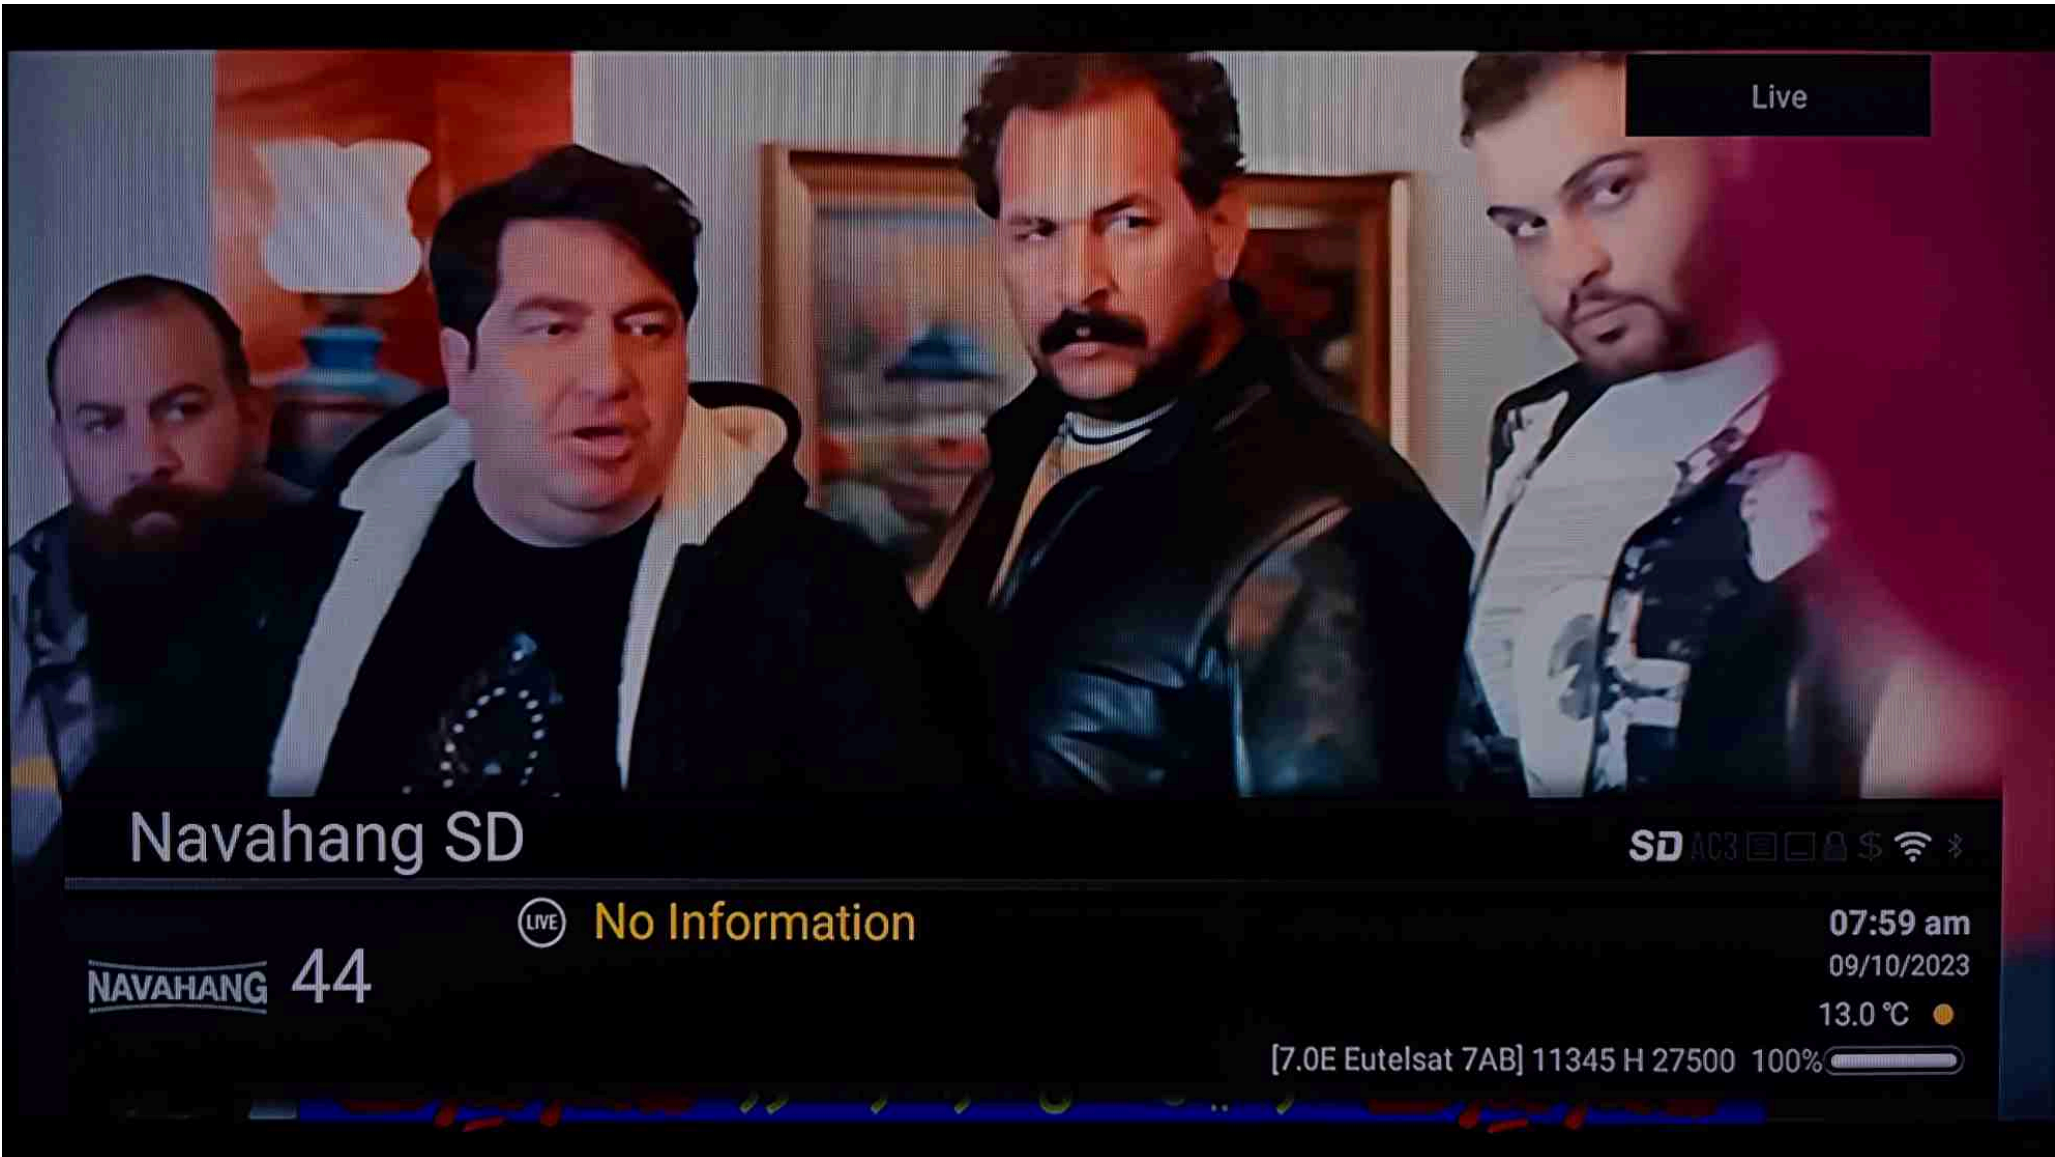 Live
Navahang SD
SD AC3 $
LIVE No Information
07:59 am
NAVAHANG 44
09/10/2023
13.0 °C
[7.0E Eutelsat 7AB] 11345 H 27500 100%